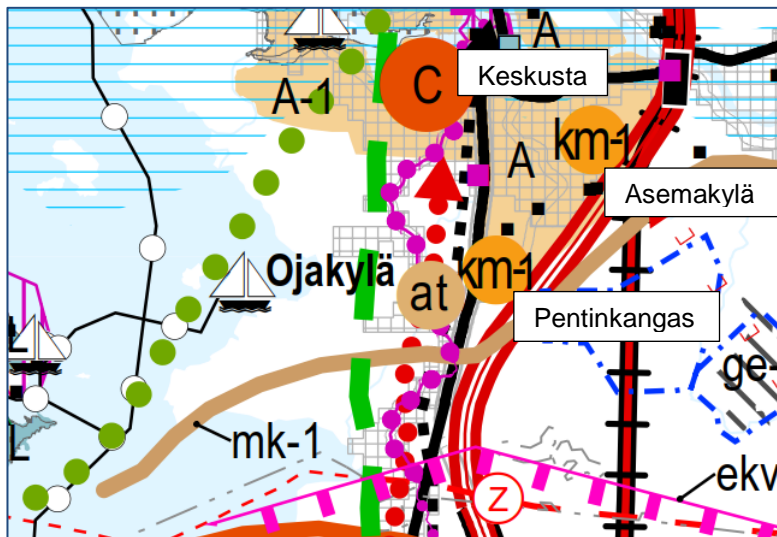 A
C
Keskusta
A-1
km-1
A
Asemakylä
Ojakylä
km-1
at
Pentinkangas
L
ge-
mk-1
L
ekv
z